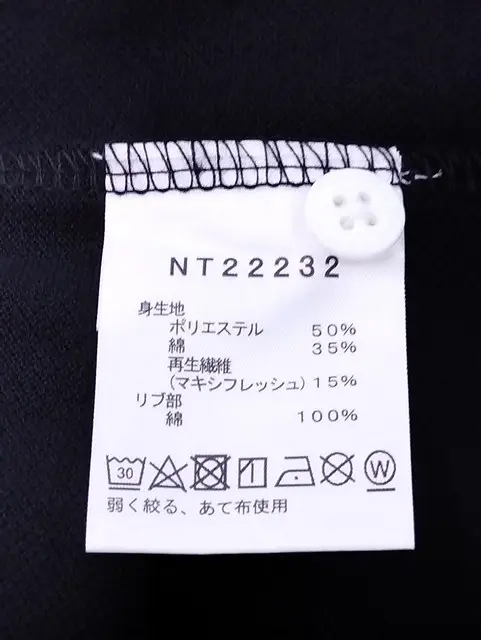 NT22232
身生地
ポリエステル 50%
綿 35%
再生繊維
(マキシフレッシュ) 15%
リブ部
綿 100%
30 W
弱く絞る、あて布使用